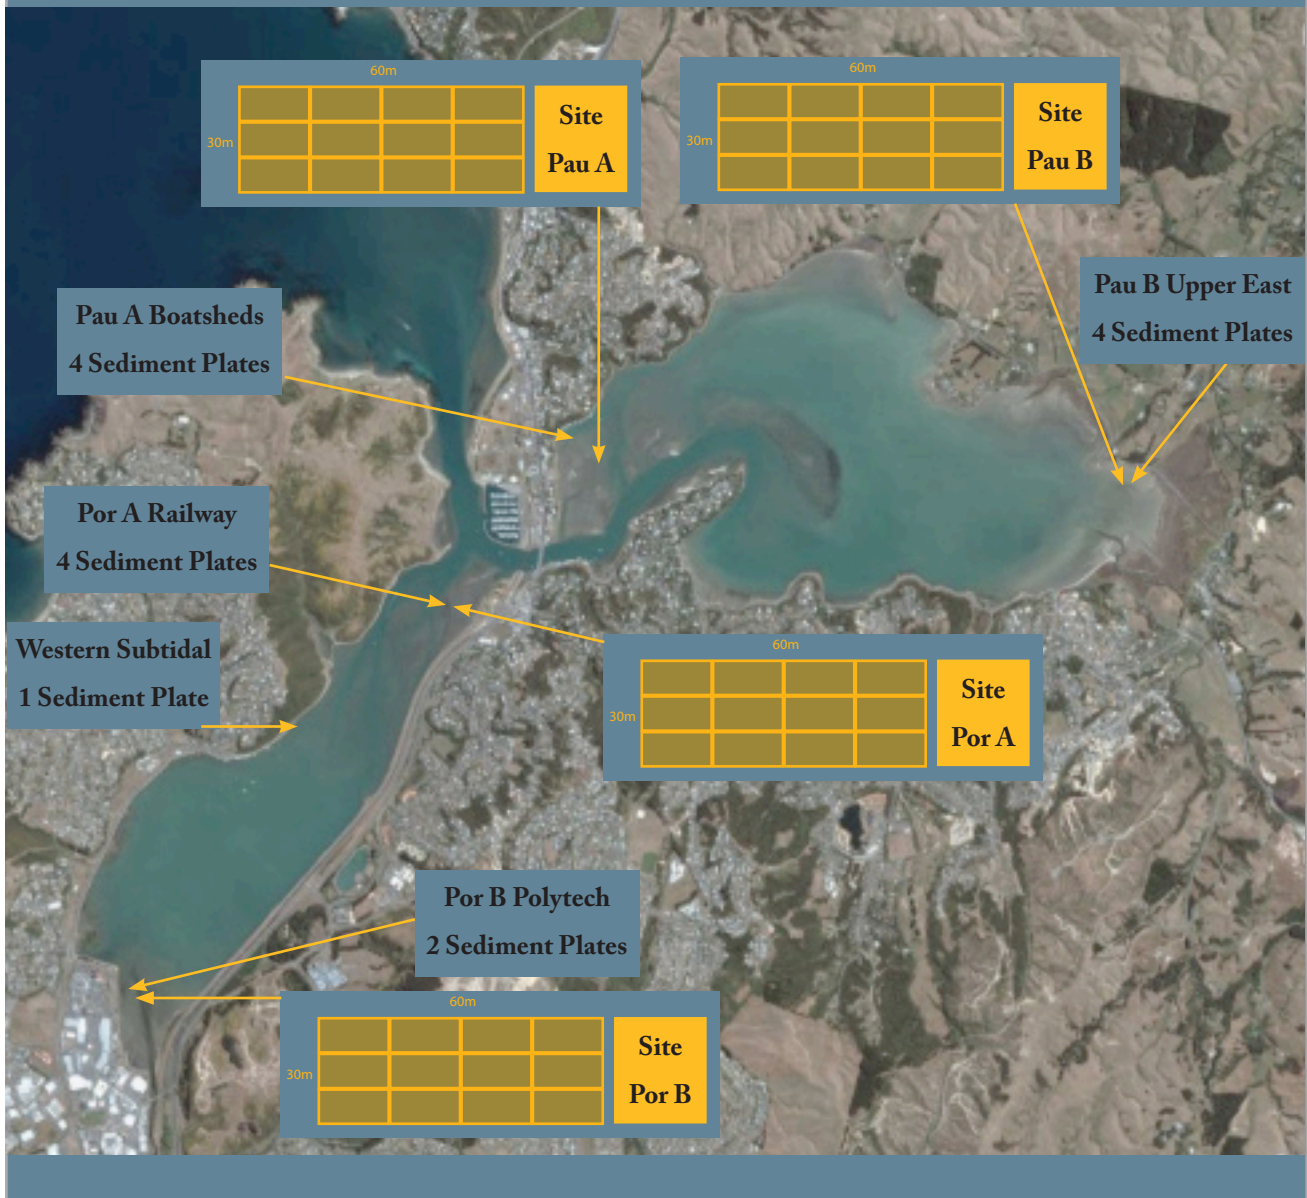 60m
30m
Site
Pau A
60m
30m
Site
Pau B
Pau A Boatsheds
4 Sediment Plates
Pau B Upper East
4 Sediment Plates
Por A Railway
4 Sediment Plates
Western Subtidal
1 Sediment Plate
60m
30m
Site
Por A
Por B Polytech
2 Sediment Plates
60m
30m
Site
Por B